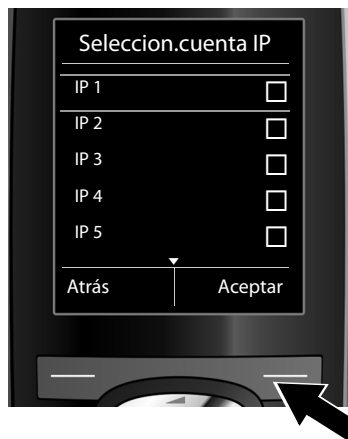 Seleccion.cuenta IP
IP 1
IP 2
IP 3
IP 4
IP 5
Atrás Aceptar